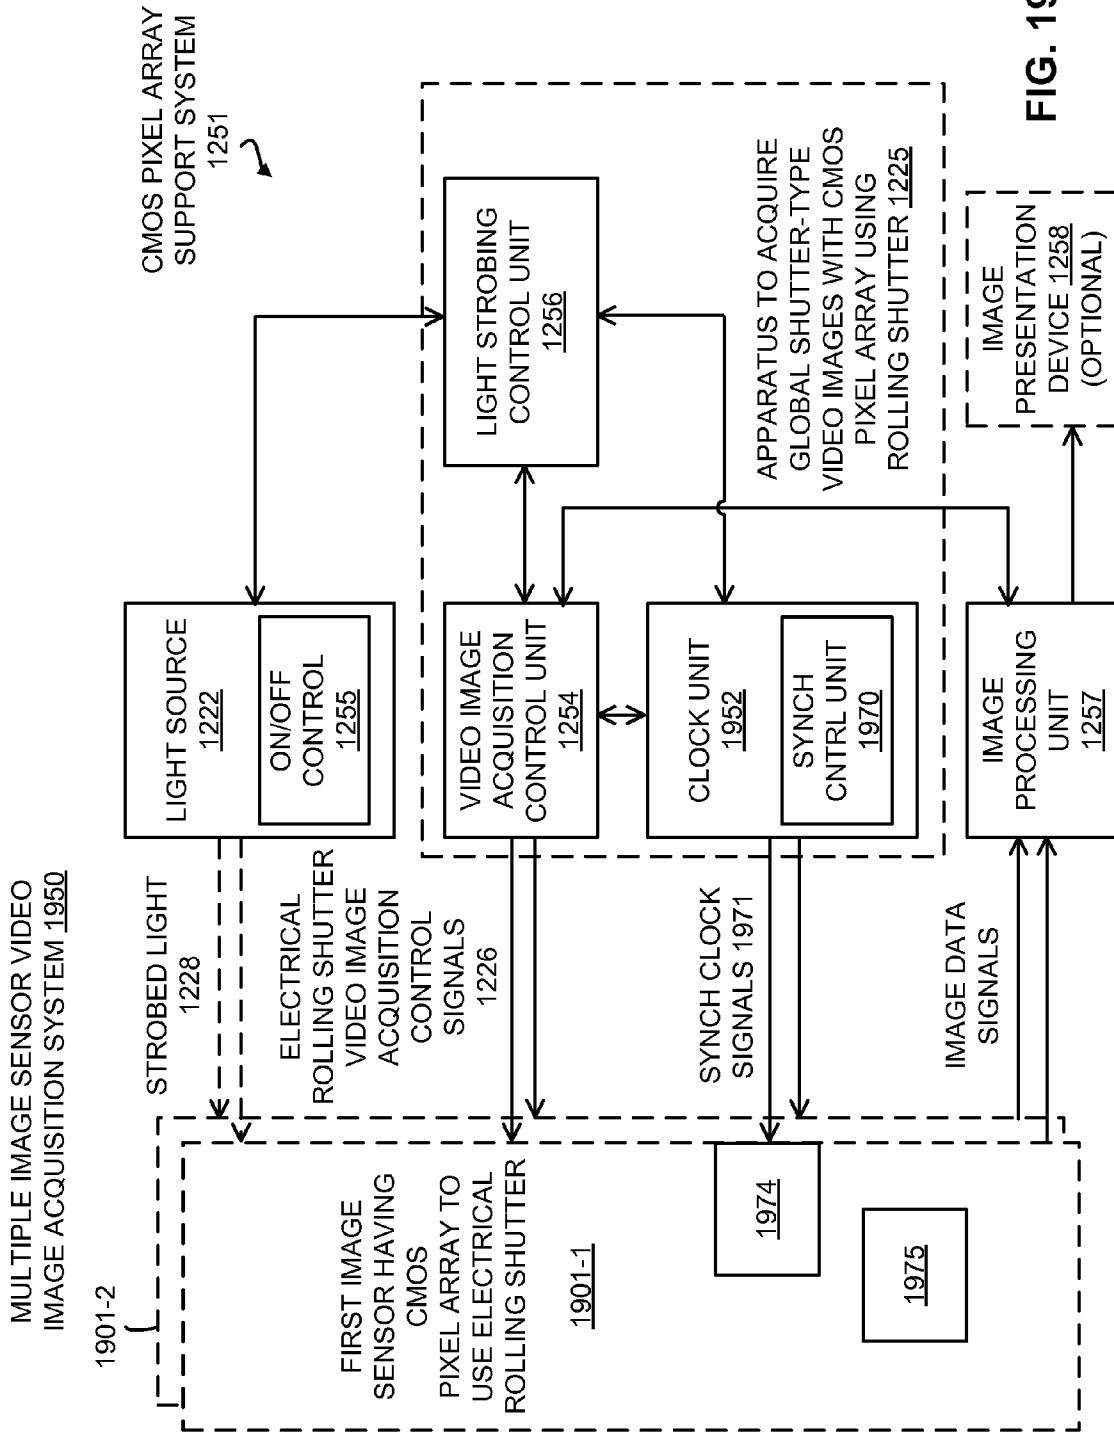 MULTIPLE IMAGE SENSOR VIDEO
IMAGE ACQUISITION SYSTEM 1950
1901-2
FIRST IMAGE
SENSOR HAVING
CMOS
PIXEL ARRAY TO
USE ELECTRICAL
ROLLING SHUTTER
1901-1
1974
1975
STROBED LIGHT
1228
ELECTRICAL
ROLLING SHUTTER
VIDEO IMAGE
ACQUISITION
CONTROL
SIGNALS
1226
SYNCH CLOCK
SIGNALS 1971
IMAGE DATA
SIGNALS
LIGHT SOURCE
1222
ON/OFF
CONTROL
1255
VIDEO IMAGE
ACQUISITION
CONTROL UNIT
1254
CLOCK UNIT
1952
SYNCH
CNTRL UNIT
1970
IMAGE
PROCESSING
UNIT
1257
CMOS PIXEL ARRAY
SUPPORT SYSTEM
1251
LIGHT STROBING
CONTROL UNIT
1256
APPARATUS TO ACQUIRE
GLOBAL SHUTTER-TYPE
VIDEO IMAGES WITH CMOS
PIXEL ARRAY USING
ROLLING SHUTTER 1225
IMAGE
PRESENTATION
DEVICE 1258
(OPTIONAL)
FIG. 19